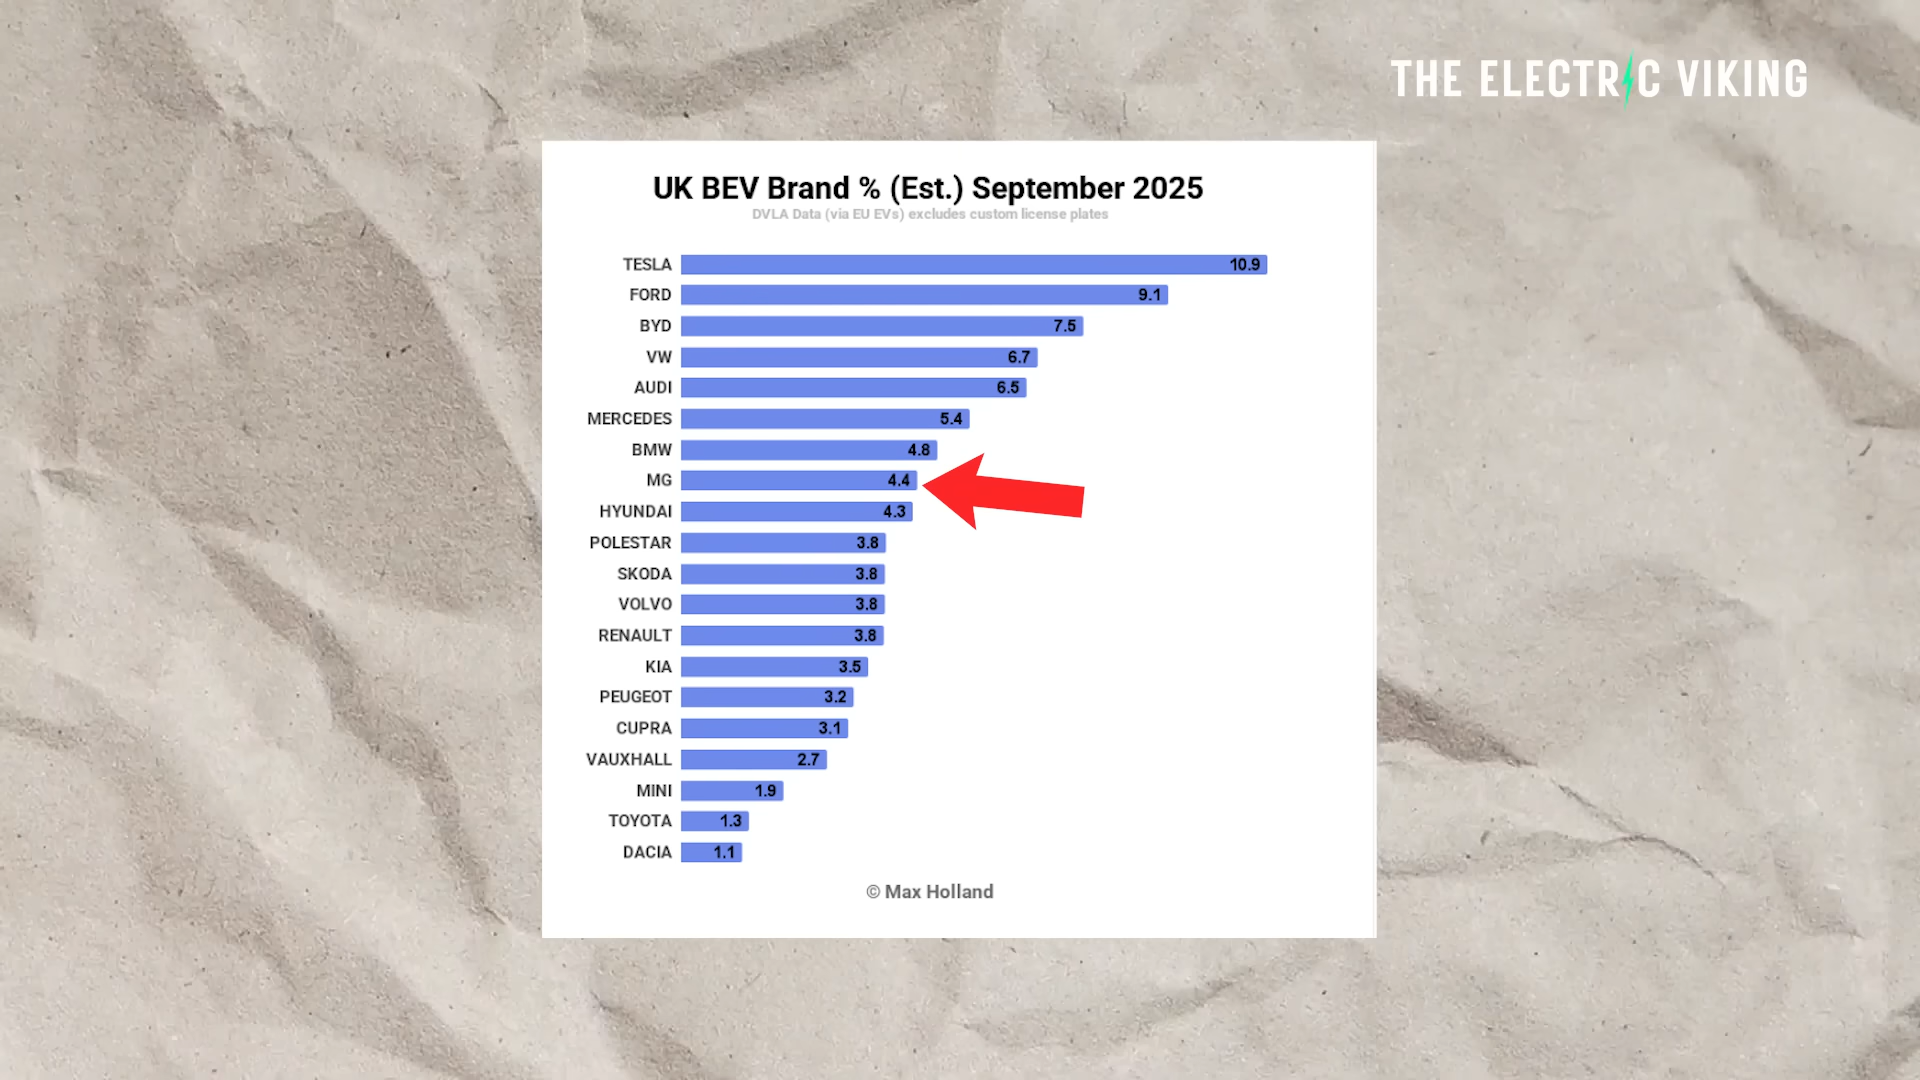 THE ELECTRIC VIKING
UK BEV Brand % (Est.) September 2025
DVLA Data (via EU EVs) excludes custom license plates
TESLA 10.9
FORD 9.1
BYD 7.5
VW 6.7
AUDI 6.5
MERCEDES 5.4
BMW 4.8
MG 4.4
HYUNDAI 4.3
POLESTAR 3.8
SKODA 3.8
VOLVO 3.8
RENAULT 3.8
KIA 3.5
PEUGEOT 3.2
CUPRA 3.1
VAUXHALL 2.7
MINI 1.9
TOYOTA 1.3
DACIA 1.1
© Max Holland